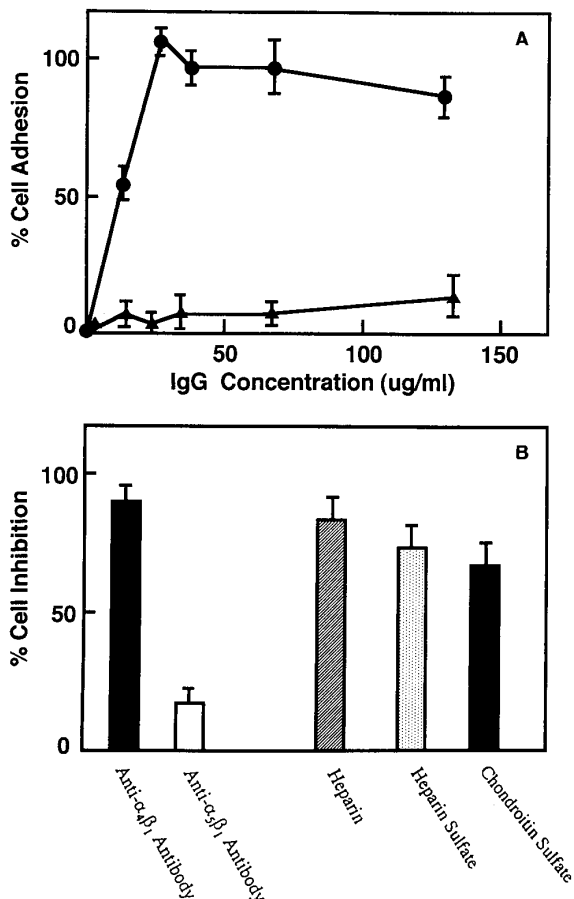 A
% Cell Adhesion
100
50
0
50
100
150
IgG Concentration (ug/ml)
B
% Cell Inhibition
100
50
0
Anti-α₄β₁ Antibody
Anti-α₅β₁ Antibody
Heparin
Heparin Sulfate
Chondroitin Sulfate